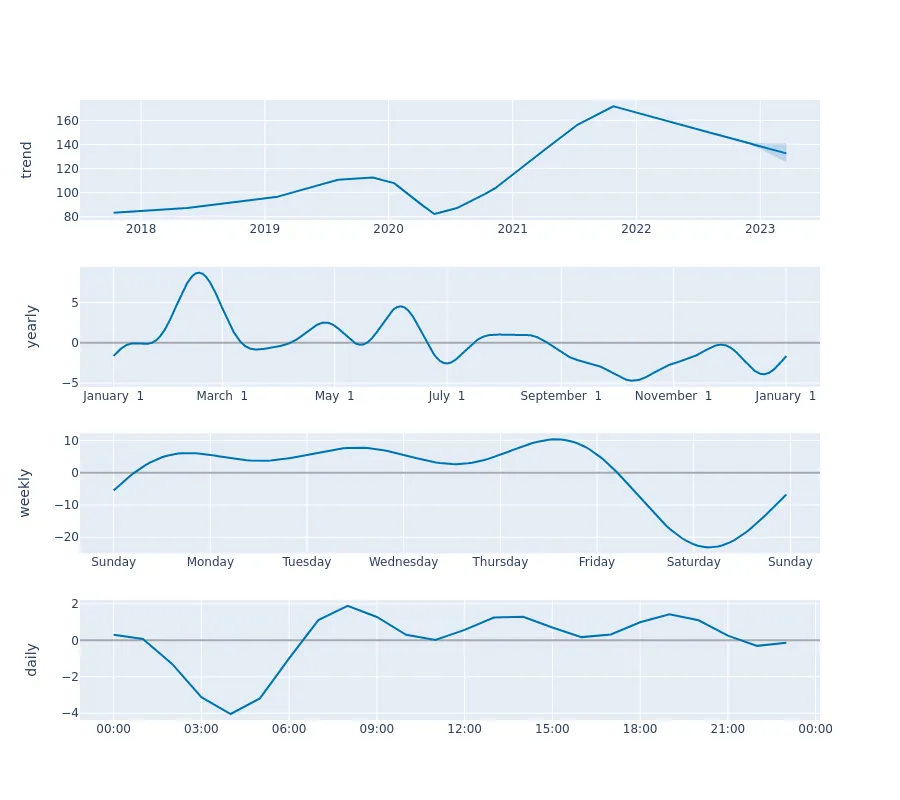 trend
160
140
120
100
80
2018 2019 2020 2021 2022 2023
yearly
5
0
−5
January 1 March 1 May 1 July 1 September 1 November 1 January 1
weekly
10
0
−10
−20
Sunday Monday Tuesday Wednesday Thursday Friday Saturday Sunday
daily
2
0
−2
−4
00:00 03:00 06:00 09:00 12:00 15:00 18:00 21:00 00:00